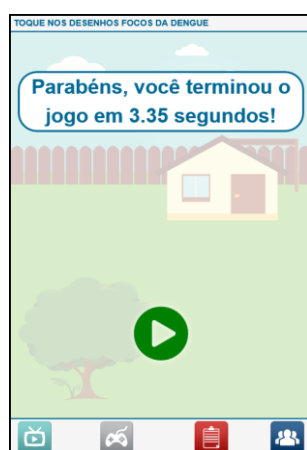 TOQUE NOS DESENHOS FOCOS DA DENGUE
Parabéns, você terminou o
jogo em 3.35 segundos!